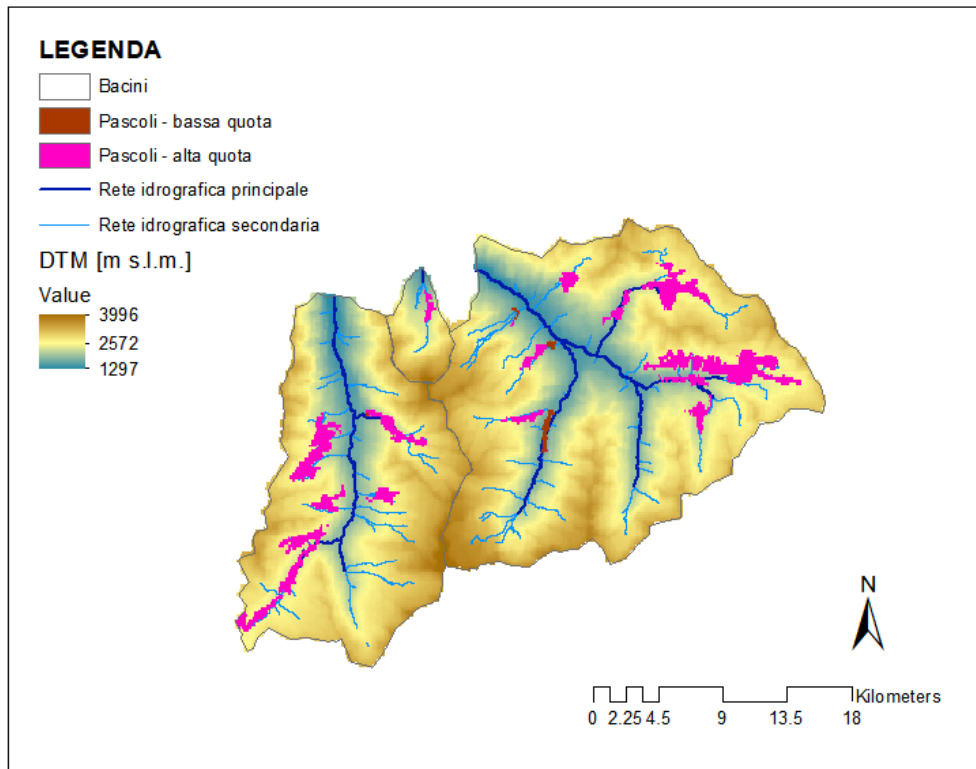 LEGENDA
Bacini
Pascoli - bassa quota
Pascoli - alta quota
Rete idrografica principale
Rete idrografica secondaria
DTM [m s.l.m.]
Value
3996
2572
1297
N
Kilometers
0 2.25 4.5 9 13.5 18